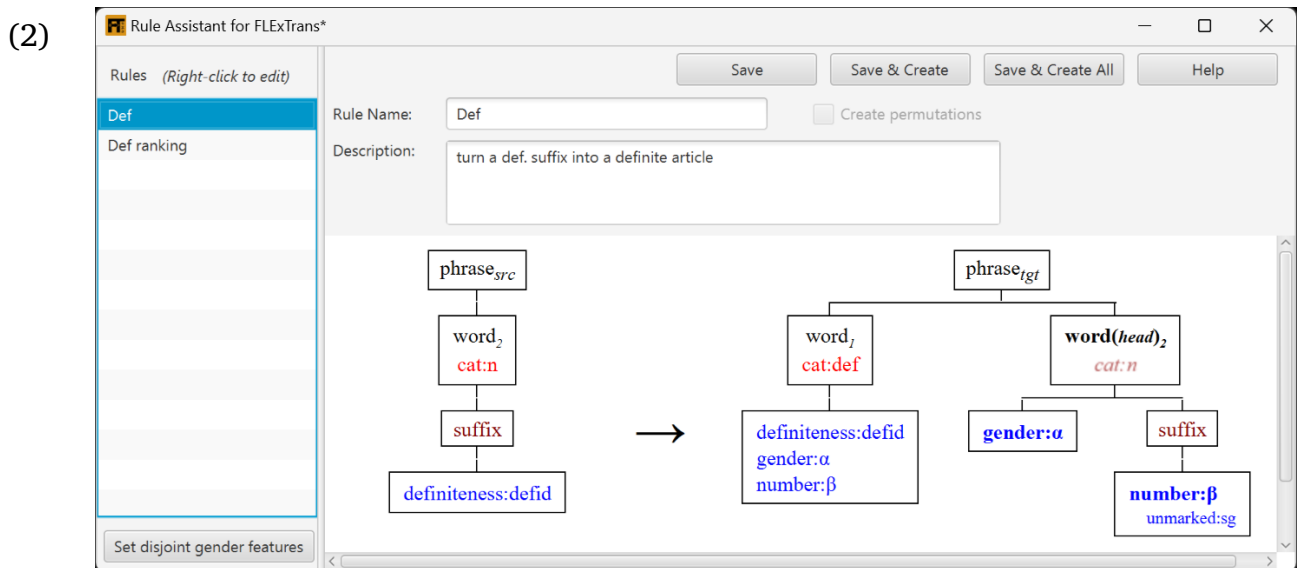 (2)
Rule Assistant for FLExTrans*
Rules (Right-click to edit)
Save Save & Create Save & Create All Help
Def
Def ranking
Rule Name: Def Create permutations
Description: turn a def. suffix into a definite article
phrasesrc
word2
cat:n
suffix
definiteness:defid
→
phrasetgt
word1
cat:def
definiteness:defid
gender:α
number:β
word(head)2
cat:n
gender:α
suffix
number:β
unmarked:sg
Set disjoint gender features